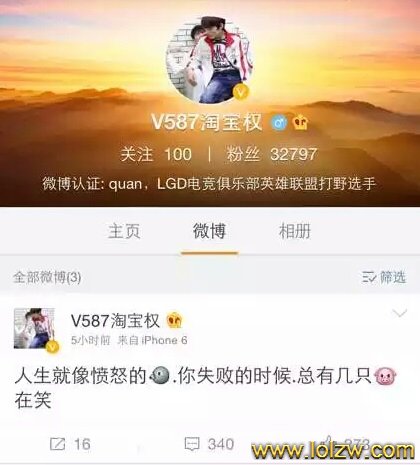 V587淘宝权
关注 100 | 粉丝 32797
微博认证: quan，LGD电竞俱乐部英雄联盟打野选手
主页 微博 相册
全部微博(3) 筛选
V587淘宝权
5小时前 来自 iPhone 6
人生就像愤怒的.你失败的时候.总有几只
在笑
16 340 373
www.lolzw.com